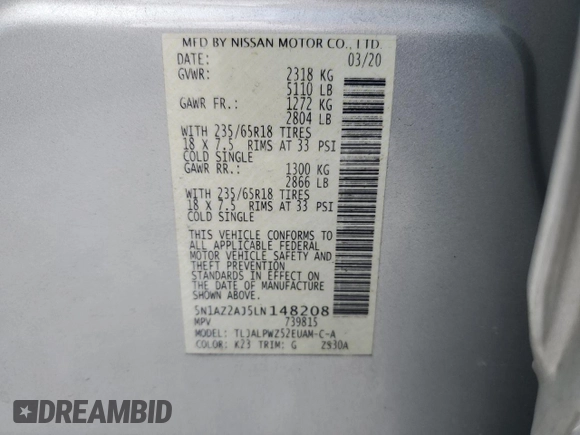 MFD BY NISSAN MOTOR CO., LTD.
DATE: 03/20
GVWR: 2318 KG
5110 LB
GAWR FR.: 1272 KG
2804 LB
WITH 235/65R18 TIRES
18 X 7.5 RIMS AT 33 PSI
COLD SINGLE
GAWR RR.: 1300 KG
2866 LB
WITH 235/65R18 TIRES
18 X 7.5 RIMS AT 33 PSI
COLD SINGLE
THIS VEHICLE CONFORMS TO
ALL APPLICABLE FEDERAL
MOTOR VEHICLE SAFETY AND
THEFT PREVENTION
STANDARDS IN EFFECT ON
THE DATE OF MANUFACTURE
SHOWN ABOVE.
5N1AZ2AJ5LN148208
MPV 739815
MODEL: TLJALPWZ52EUAM-C-A
COLOR: K23 TRIM: G 2930A
DREAMBID